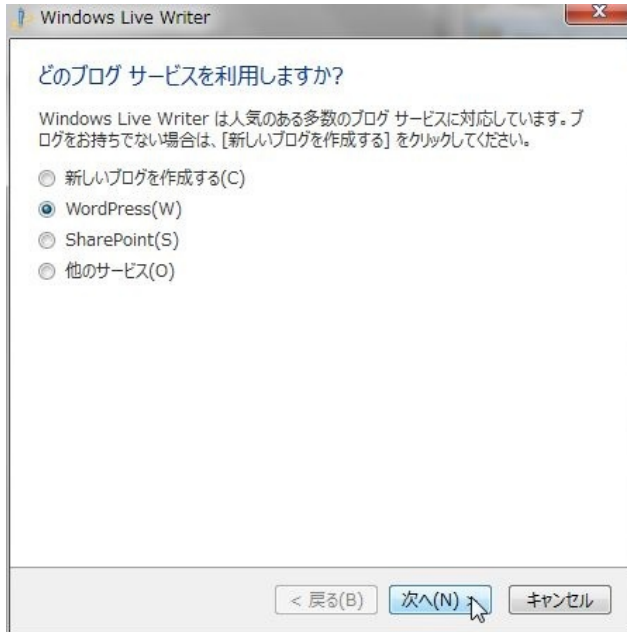 Windows Live Writer
どのブログ サービスを利用しますか?
Windows Live Writer は人気のある多数のブログ サービスに対応しています。ブ
ログをお持ちでない場合は、[新しいブログを作成する] をクリックしてください。
新しいブログを作成する(C)
WordPress(W)
SharePoint(S)
他のサービス(O)
< 戻る(B) 次へ(N) > キャンセル